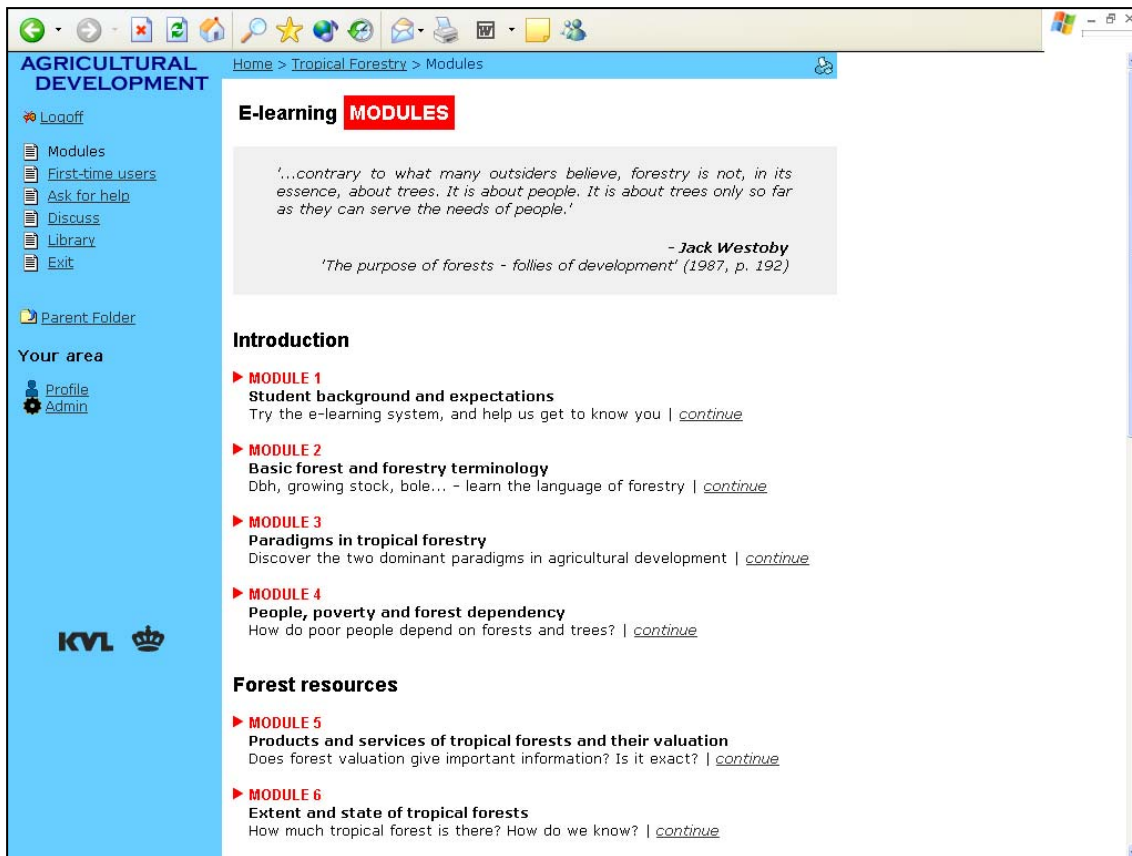 AGRICULTURAL
DEVELOPMENT
Logoff
Modules
First-time users
Ask for help
Discuss
Library
Exit
Parent Folder
Your area
Profile
Admin
KVL
Home > Tropical Forestry > Modules
E-learning MODULES
'...contrary to what many outsiders believe, forestry is not, in its
essence, about trees. It is about people. It is about trees only so far
as they can serve the needs of people.'
- Jack Westoby
'The purpose of forests - follies of development' (1987, p. 192)
Introduction
MODULE 1
Student background and expectations
Try the e-learning system, and help us get to know you | continue
MODULE 2
Basic forest and forestry terminology
Dbh, growing stock, bole... - learn the language of forestry | continue
MODULE 3
Paradigms in tropical forestry
Discover the two dominant paradigms in agricultural development | continue
MODULE 4
People, poverty and forest dependency
How do poor people depend on forests and trees? | continue
Forest resources
MODULE 5
Products and services of tropical forests and their valuation
Does forest valuation give important information? Is it exact? | continue
MODULE 6
Extent and state of tropical forests
How much tropical forest is there? How do we know? | continue